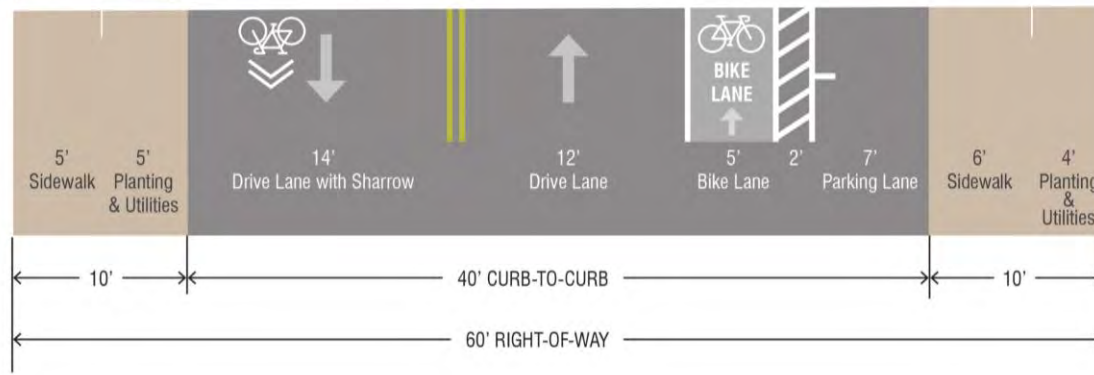 BIKE
LANE
5'
Sidewalk
5'
Planting
& Utilities
14'
Drive Lane with Sharrow
12'
Drive Lane
5'
Bike Lane
2'
7'
Parking Lane
6'
Sidewalk
4'
Planting
&
Utilities
10'
40' CURB-TO-CURB
10'
60' RIGHT-OF-WAY